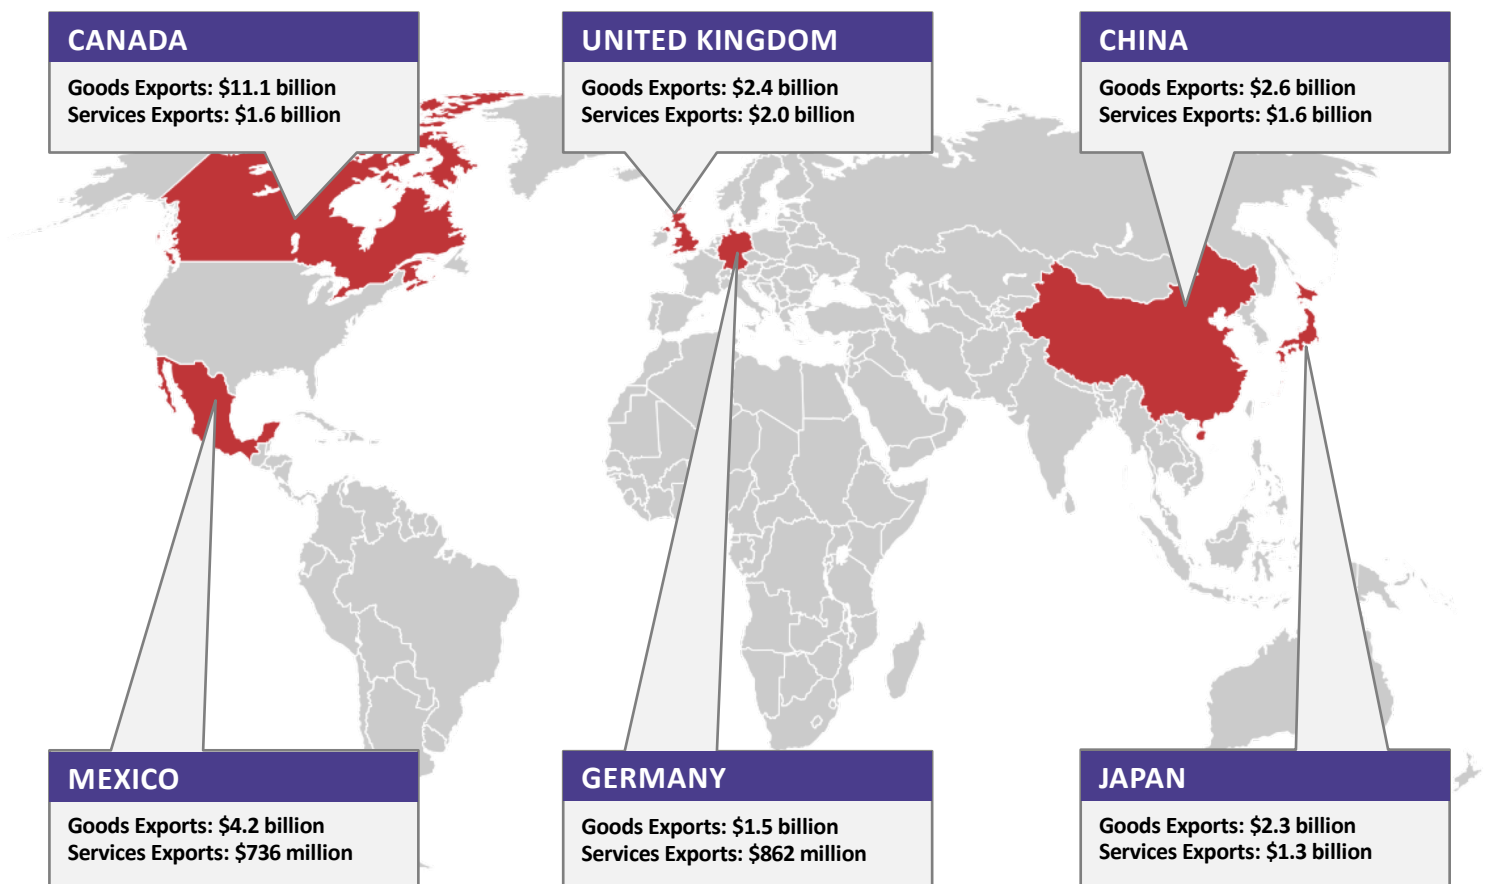 CANADA
Goods Exports: $11.1 billion
Services Exports: $1.6 billion
UNITED KINGDOM
Goods Exports: $2.4 billion
Services Exports: $2.0 billion
CHINA
Goods Exports: $2.6 billion
Services Exports: $1.6 billion
MEXICO
Goods Exports: $4.2 billion
Services Exports: $736 million
GERMANY
Goods Exports: $1.5 billion
Services Exports: $862 million
JAPAN
Goods Exports: $2.3 billion
Services Exports: $1.3 billion